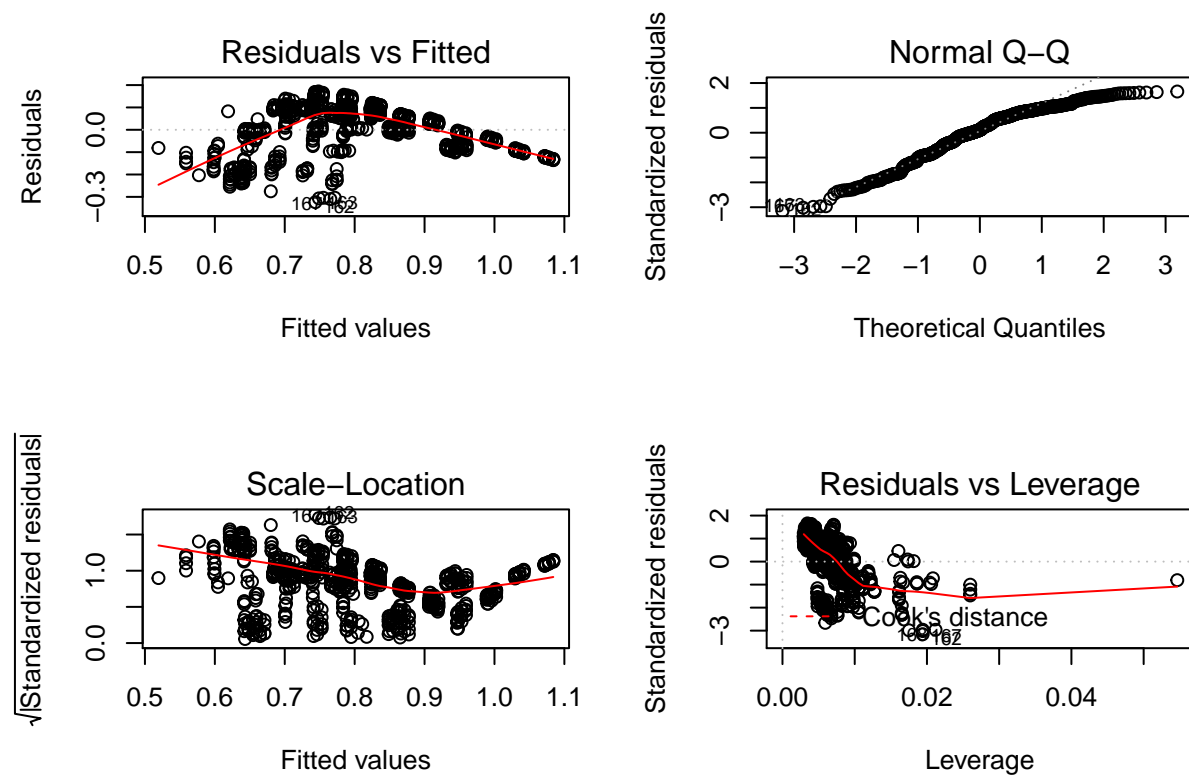 Residuals vs Fitted
Residuals
0.0
−0.3
0.5 0.6 0.7 0.8 0.9 1.0 1.1
Fitted values
Normal Q−Q
Standardized residuals
2
0
−3
−3 −2 −1 0 1 2 3
Theoretical Quantiles
Scale−Location
√|Standardized residuals|
1.0
0.0
0.5 0.6 0.7 0.8 0.9 1.0 1.1
Fitted values
Residuals vs Leverage
Standardized residuals
2
0
−3
Cook's distance
0.00 0.02 0.04
Leverage